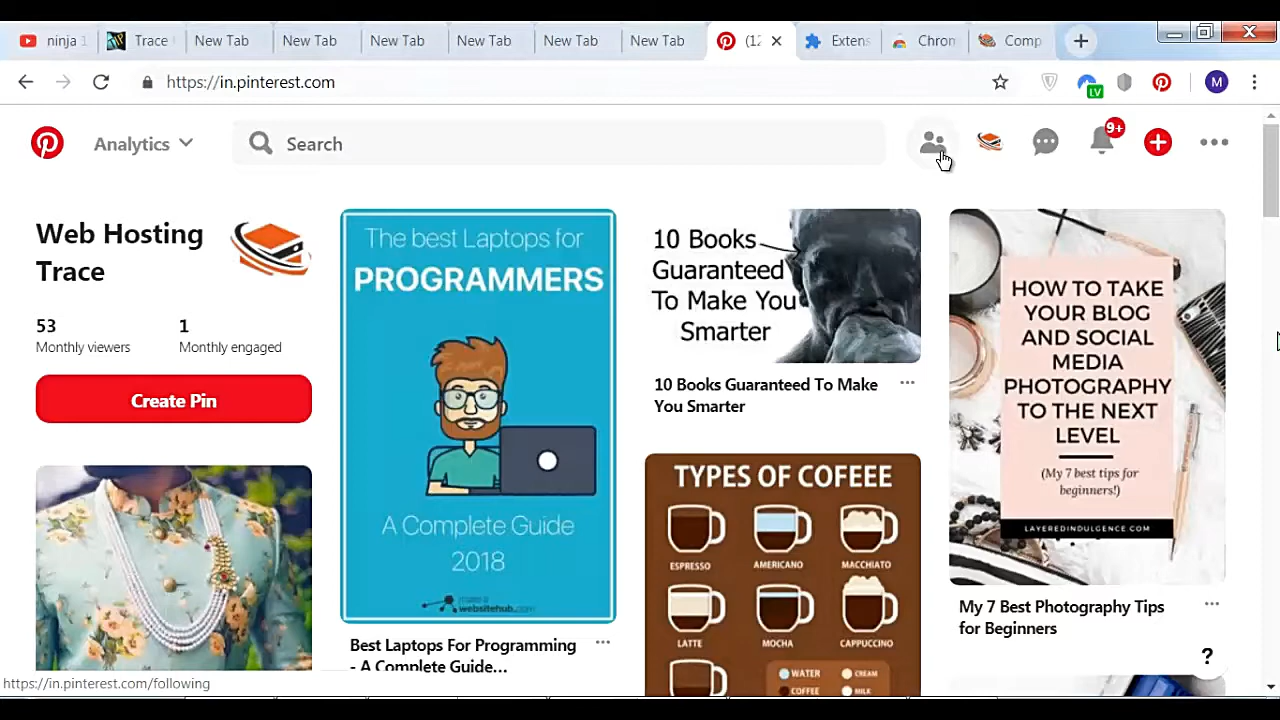 ninja 1
Trace
New Tab
New Tab
New Tab
New Tab
New Tab
New Tab
(12
Extens
Chron
Comp
https://in.pinterest.com
LV
M
Analytics
Search
9+
Web Hosting
Trace
53
1
Monthly viewers
Monthly engaged
Create Pin
The best Laptops for
PROGRAMMERS
A Complete Guide
2018
websitehub.com
Best Laptops For Programming
- A Complete Guide...
10 Books
Guaranteed
To Make You
Smarter
10 Books Guaranteed To Make
You Smarter
TYPES OF COFEEE
ESPRESSO
AMERICANO
MACCHIATO
LATTE
MOCHA
CAPPUCCINO
WATER
CREAM
COFFEE
MILK
HOW TO TAKE
YOUR BLOG
AND SOCIAL
MEDIA
PHOTOGRAPHY
TO THE NEXT
LEVEL
(My 7 best tips for
beginners!)
LAYEREDINDULGENCE.COM
My 7 Best Photography Tips
for Beginners
?
https://in.pinterest.com/following